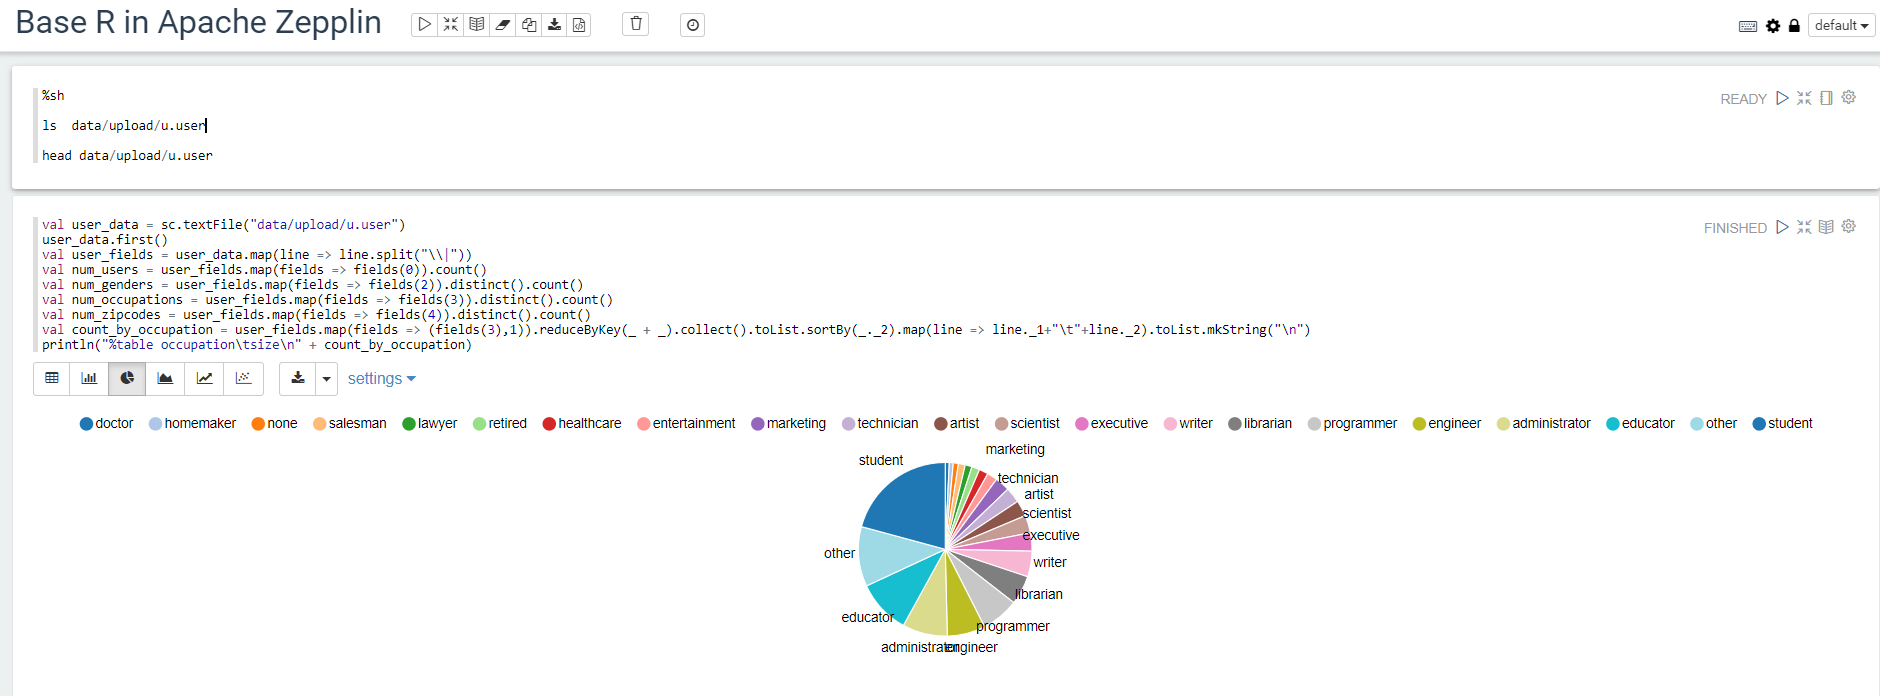 Base R in Apache Zepplin
default
%sh
READY
ls  data/upload/u.user
head data/upload/u.user
val user_data = sc.textFile("data/upload/u.user")
FINISHED
user_data.first()
val user_fields = user_data.map(line => line.split("\\|"))
val num_users = user_fields.map(fields => fields(0)).count()
val num_genders = user_fields.map(fields => fields(2)).distinct().count()
val num_occupations = user_fields.map(fields => fields(3)).distinct().count()
val num_zipcodes = user_fields.map(fields => fields(4)).distinct().count()
val count_by_occupation = user_fields.map(fields => (fields(3),1)).reduceByKey(_ + _).collect().toList.sortBy(_._2).map(line => line._1+"\t"+line._2).toList.mkString("\n")
println("%table occupation\tsize\n" + count_by_occupation)
settings
doctor homemaker none salesman lawyer retired healthcare entertainment marketing technician artist scientist executive writer librarian programmer engineer administrator educator other student
marketing
student
technician
artist
scientist
executive
other
writer
librarian
educator
programmer
administrator engineer